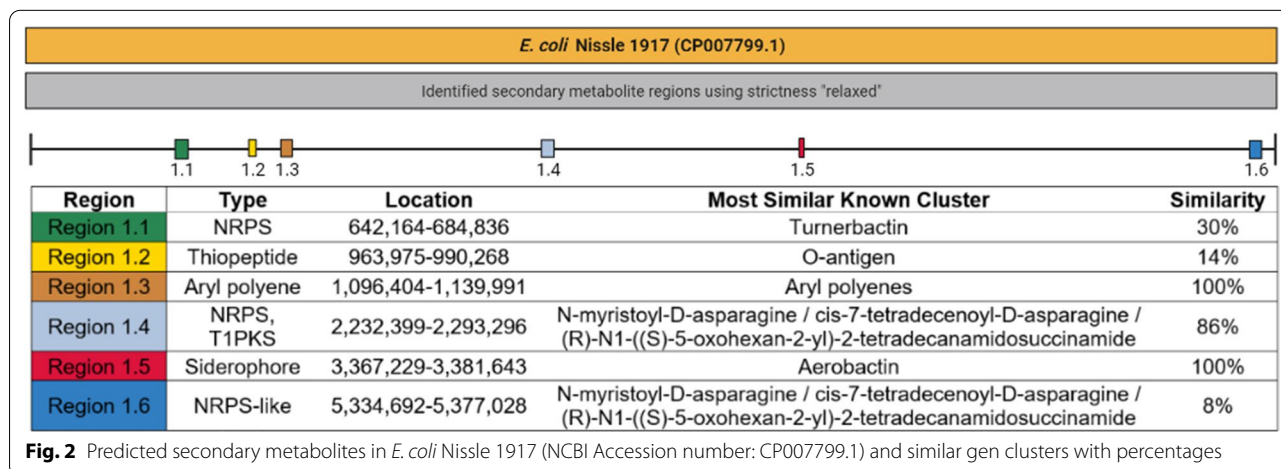 E. coli Nissle 1917 (CP007799.1)
Identified secondary metabolite regions using strictness "relaxed"
1.1 1.2 1.3 1.4 1.5 1.6
Region Type Location Most Similar Known Cluster Similarity
Region 1.1 NRPS 642,164-684,836 Turnerbactin 30%
Region 1.2 Thiopeptide 963,975-990,268 O-antigen 14%
Region 1.3 Aryl polyene 1,096,404-1,139,991 Aryl polyenes 100%
Region 1.4 NRPS, T1PKS 2,232,399-2,293,296 N-myristoyl-D-asparagine / cis-7-tetradecenoyl-D-asparagine / (R)-N1-((S)-5-oxohexan-2-yl)-2-tetradecanamidosuccinamide 86%
Region 1.5 Siderophore 3,367,229-3,381,643 Aerobactin 100%
Region 1.6 NRPS-like 5,334,692-5,377,028 N-myristoyl-D-asparagine / cis-7-tetradecenoyl-D-asparagine / (R)-N1-((S)-5-oxohexan-2-yl)-2-tetradecanamidosuccinamide 8%
Fig. 2 Predicted secondary metabolites in E. coli Nissle 1917 (NCBI Accession number: CP007799.1) and similar gen clusters with percentages